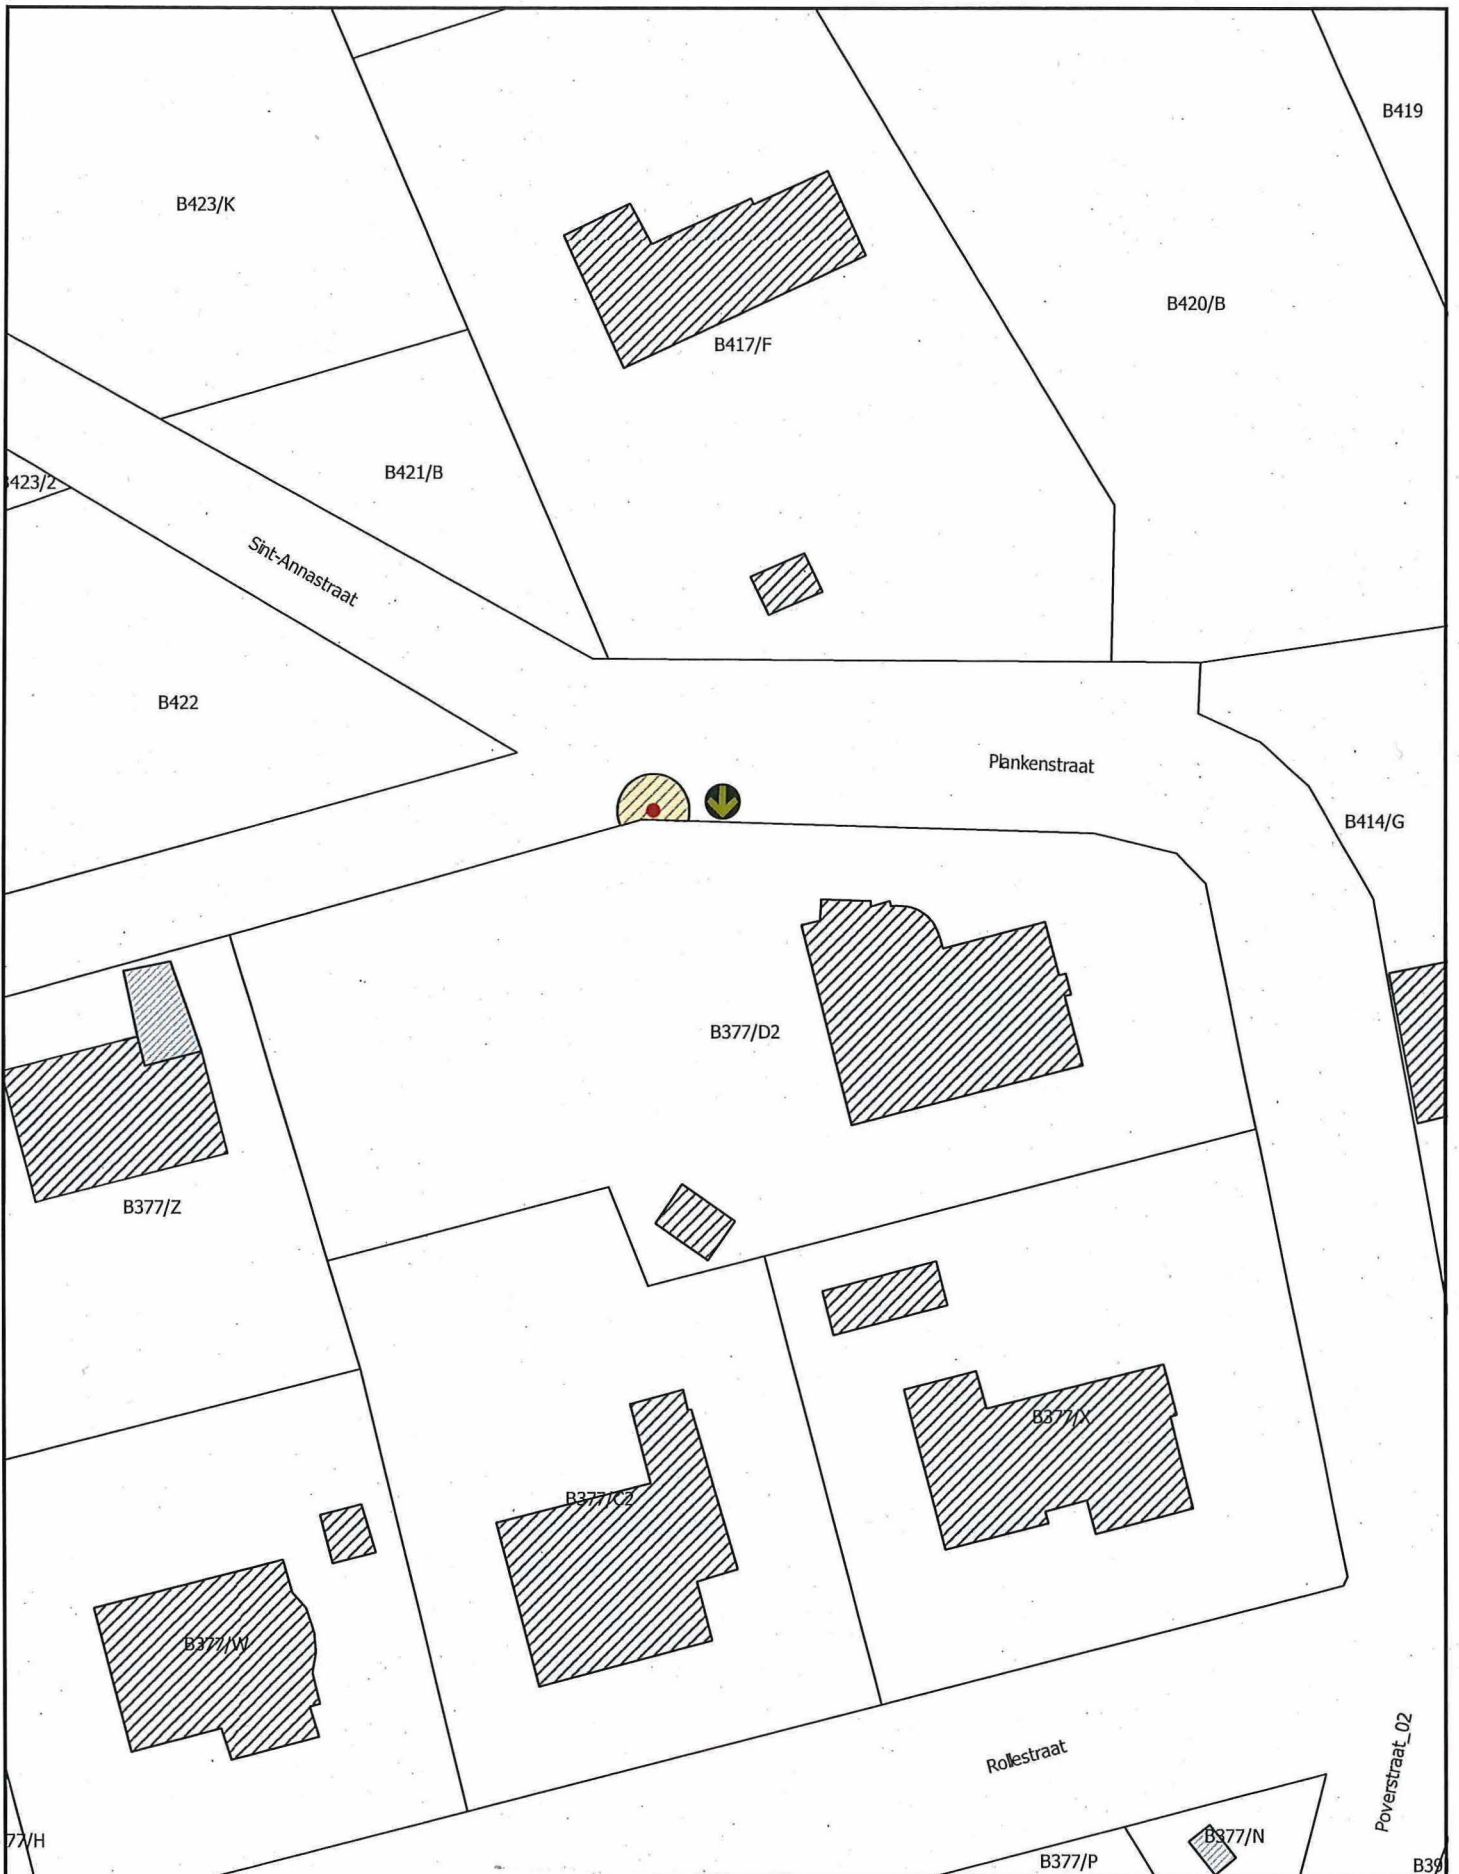 B419
B423/K
B420/B
B417/F
B421/B
423/2
Sint-Annastraat
B422
Plankenstraat
B414/G
B377/D2
B377/Z
B377/X
B377/C2
B377/W
Rollestraat
Poverstraat_02
77/H
B377/N
B377/P
B39